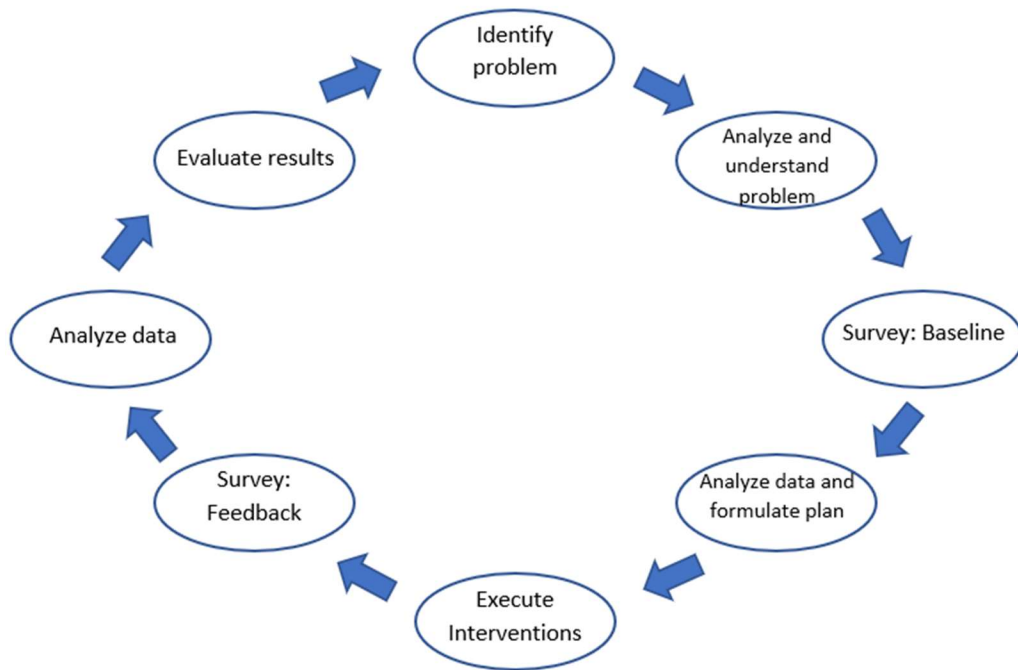 Identify
problem
Analyze and
understand
problem
Survey: Baseline
Analyze data and
formulate plan
Execute
Interventions
Survey:
Feedback
Analyze data
Evaluate results